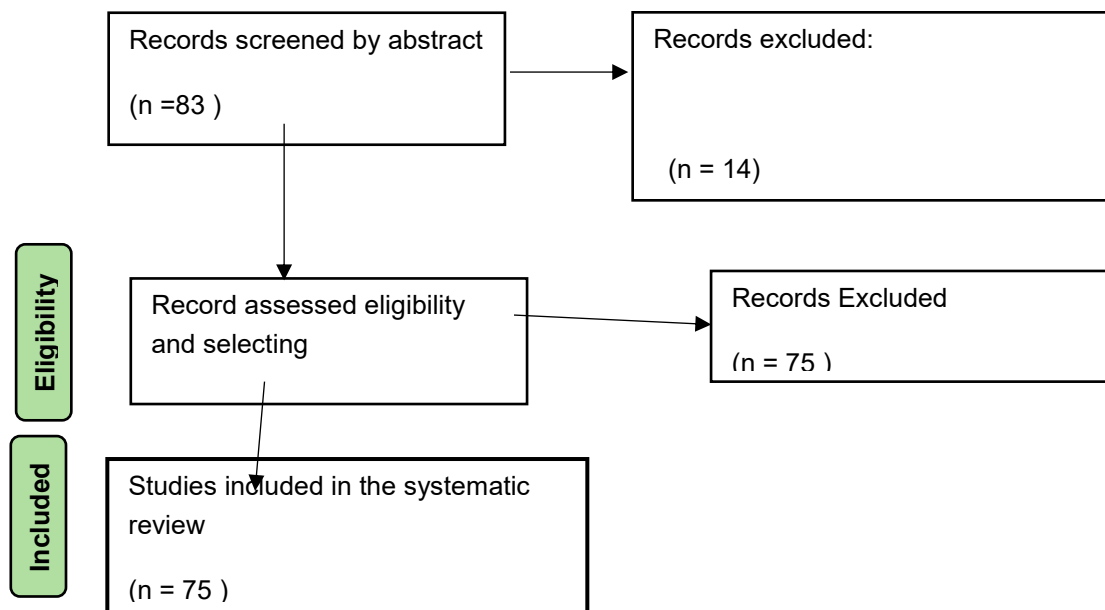 Records screened by abstract
(n =83 )
Records excluded:
(n = 14)
Eligibility
Record assessed eligibility
and selecting
Records Excluded
(n = 75 )
Included
Studies included in the systematic
review
(n = 75 )